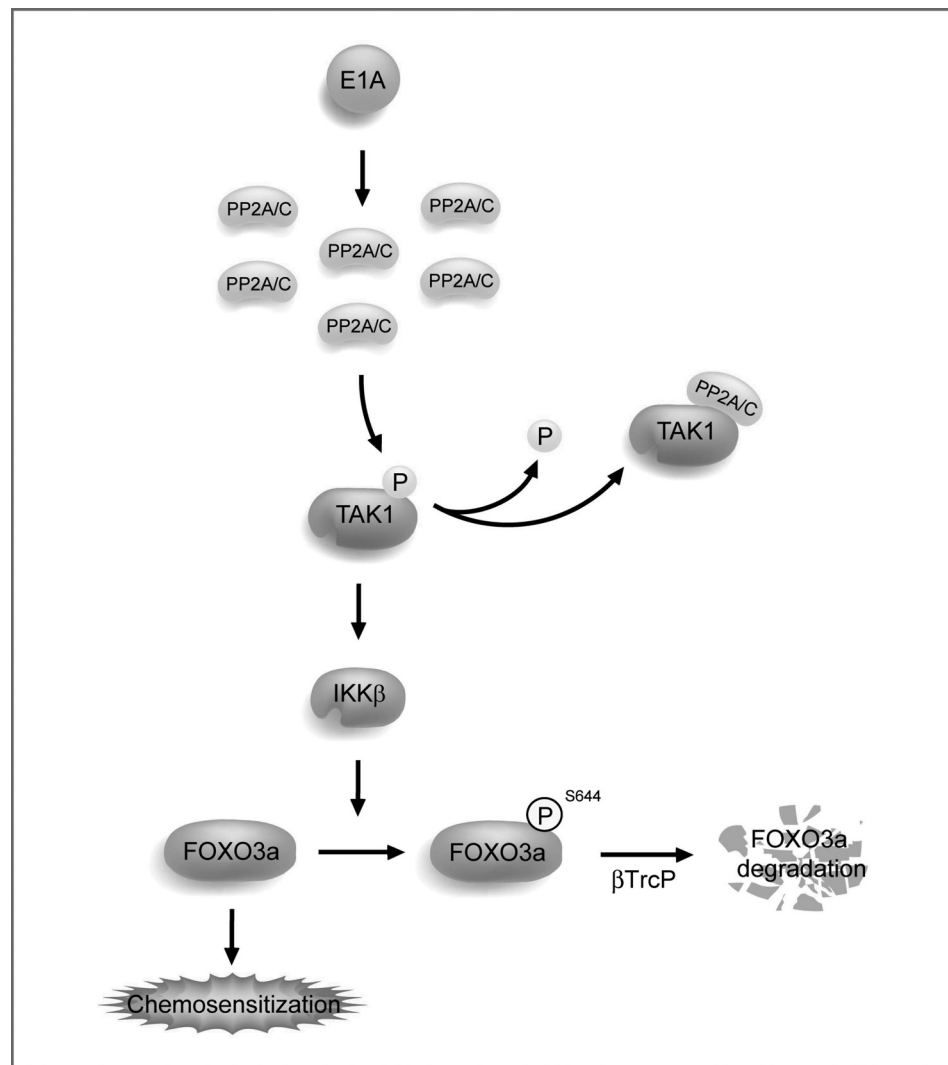 E1A
PP2A/C
PP2A/C
PP2A/C
PP2A/C
PP2A/C
PP2A/C
PP2A/C
P
TAK1
P
TAK1
IKKβ
S644
P
FOXO3a
FOXO3a
βTrcP
FOXO3a
degradation
Chemosensitization